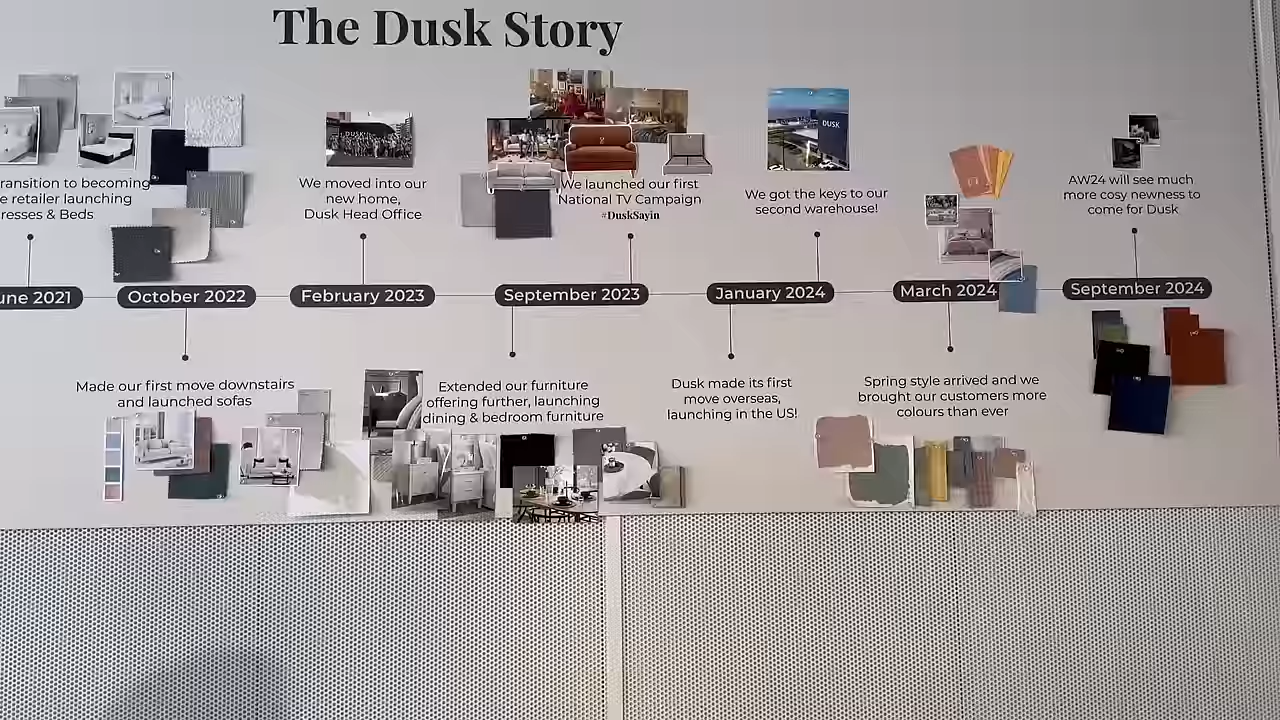 The Dusk Story
ransition to becoming
e retailer launching
resses & Beds
We moved into our
new home,
Dusk Head Office
We launched our first
National TV Campaign
#DuskSayin
We got the keys to our
second warehouse!
AW24 will see much
more cosy newness to
come for Dusk
DUSK
DUSK
une 2021
October 2022
February 2023
September 2023
January 2024
March 2024
September 2024
Made our first move downstairs
and launched sofas
Extended our furniture
offering further, launching
dining & bedroom furniture
Dusk made its first
move overseas,
launching in the US!
Spring style arrived and we
brought our customers more
colours than ever